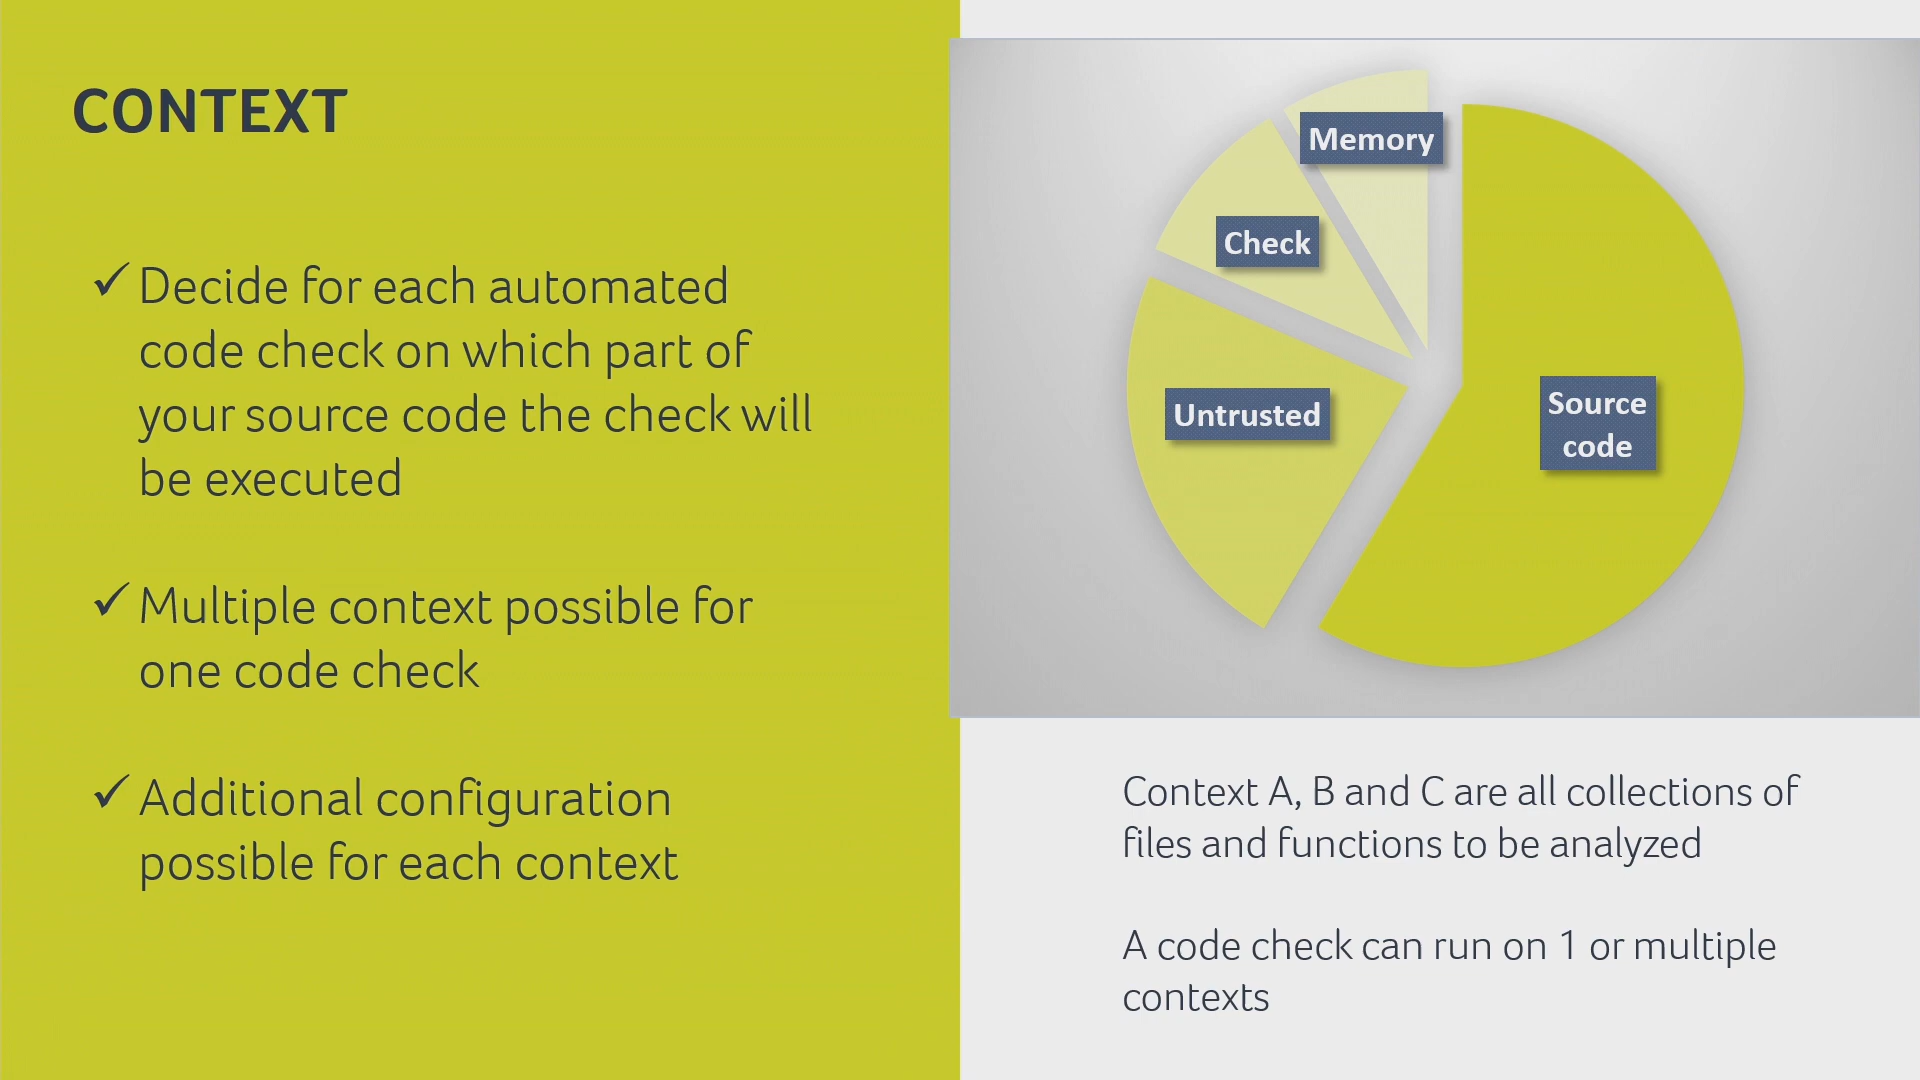 CONTEXT
✓ Decide for each automated
code check on which part of
your source code the check will
be executed
✓ Multiple context possible for
one code check
✓ Additional configuration
possible for each context
Memory
Check
Untrusted
Source
code
Context A, B and C are all collections of
files and functions to be analyzed
A code check can run on 1 or multiple
contexts